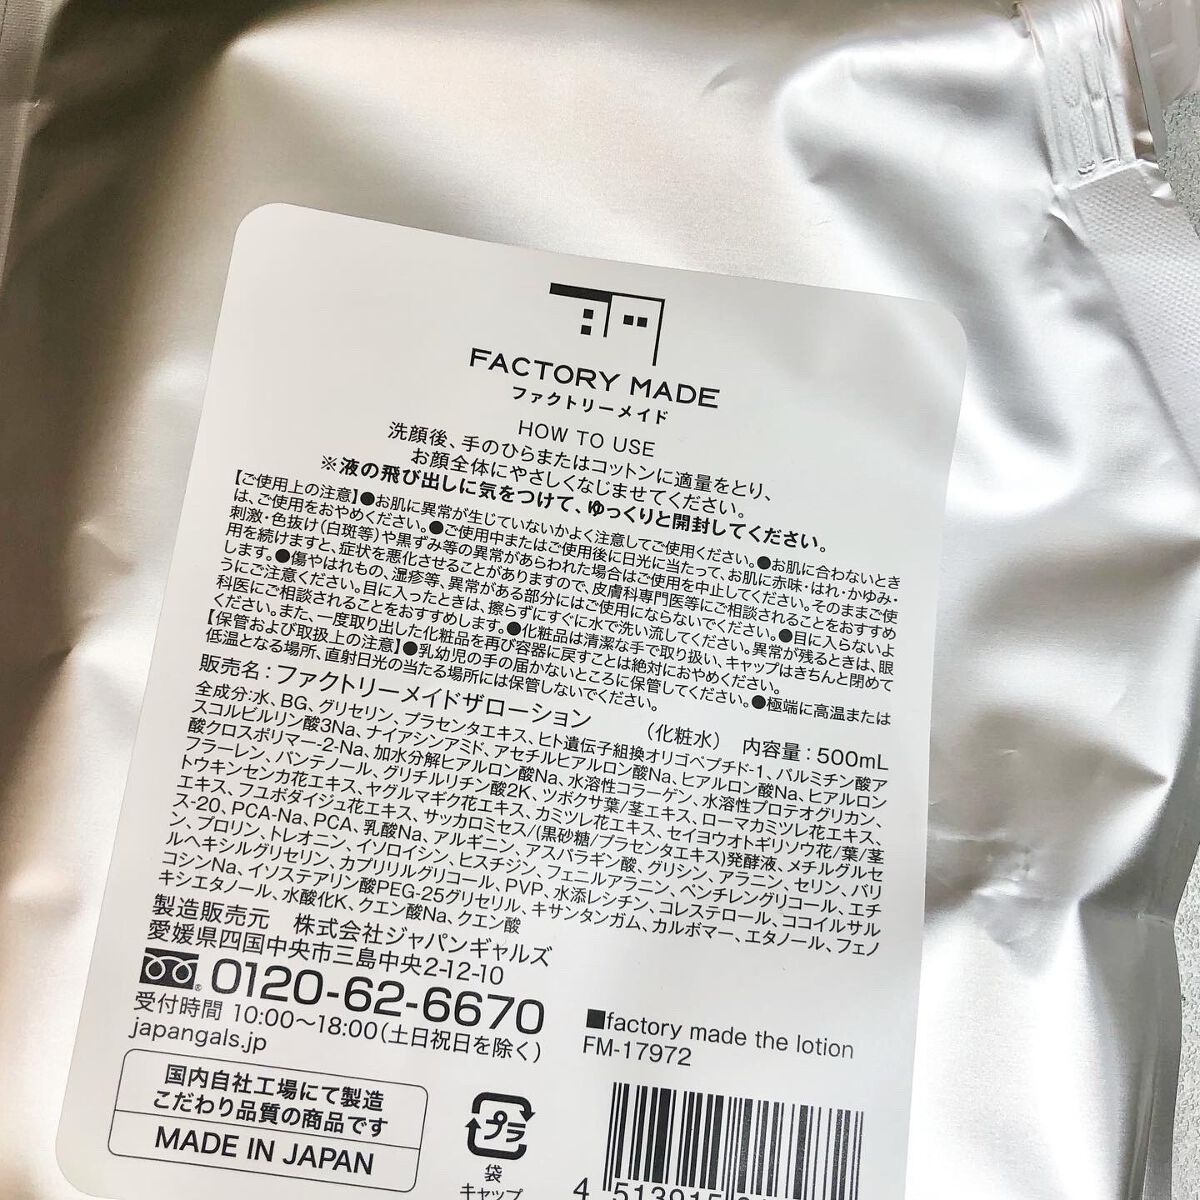 FACTORY MADE
ファクトリーメイド
HOW TO USE
洗顔後、手のひらまたはコットンに適量をとり、
お顔全体にやさしくなじませてください。
※液の飛び出しに気をつけて、ゆっくりと開封してください。
【ご使用上の注意】●お肌に異常が生じていないかよく注意してご使用ください。●お肌に合わないとき
は、ご使用をおやめください。●ご使用中またはご使用後に日光に当たって、お肌に赤味・はれ・かゆみ・
刺激・色抜け(白斑等)や黒ずみ等の異常があらわれた場合はご使用を中止してください。そのままご使
用を続けますと、症状を悪化させることがありますので、皮膚科専門医等にご相談されることをおすすめ
します。●傷やはれもの、湿疹等、異常がある部分にはご使用にならないでください。●目に入らないよ
うにご注意ください。目に入ったときは、擦らずにすぐに水で洗い流してください。異常が残るときは、眼
科医にご相談されることをおすすめします。●化粧品は清潔な手で取り扱い、キャップはきちんと閉めて
ください。また、一度取り出した化粧品を再び容器に戻すことは絶対におやめください。
【保管および取扱上の注意】●乳幼児の手の届かないところに保管してください。●極端に高温または
低温となる場所、直射日光の当たる場所には保管しないでください。
販売名：ファクトリーメイドザローション (化粧水) 内容量：500mL
全成分:水、BG、グリセリン、プラセンタエキス、ヒト遺伝子組換オリゴペプチド-1、パルミチン酸ア
スコルビルリン酸3Na、ナイアシンアミド、アセチルヒアルロン酸Na、ヒアルロン酸Na、ヒアルロン
酸クロスポリマー-2-Na、加水分解ヒアルロン酸Na、水溶性コラーゲン、水溶性プロテオグリカン、
フラーレン、パンテノール、グリチルリチン酸2K、ツボクサ葉/茎エキス、ローマカミツレ花エキス、
トウキンセンカ花エキス、ヤグルマギク花エキス、カミツレ花エキス、セイヨウオトギリソウ花/葉/茎
エキス、フユボダイジュ花エキス、サッカロミセス/(黒砂糖/プラセンタエキス)発酵液、メチルグルセ
ス-20、PCA-Na、PCA、乳酸Na、アルギニン、アスパラギン酸、グリシン、アラニン、セリン、バリ
ン、プロリン、トレオニン、イソロイシン、ヒスチジン、フェニルアラニン、ペンチレングリコール、エチ
ルヘキシルグリセリン、カプリリルグリコール、PVP、水添レシチン、コレステロール、ココイルサル
コシンNa、イソステアリン酸PEG-25グリセリル、キサンタンガム、カルボマー、エタノール、フェノ
キシエタノール、水酸化K、クエン酸Na、クエン酸
製造販売元 株式会社ジャパンギャルズ
愛媛県四国中央市三島中央2-12-10
0120-62-6670
受付時間 10:00〜18:00(土日祝日を除く)
japangals.jp
■factory made the lotion
FM-17972
国内自社工場にて製造
こだわり品質の商品です
MADE IN JAPAN
プラ
袋
キャップ
4 513915